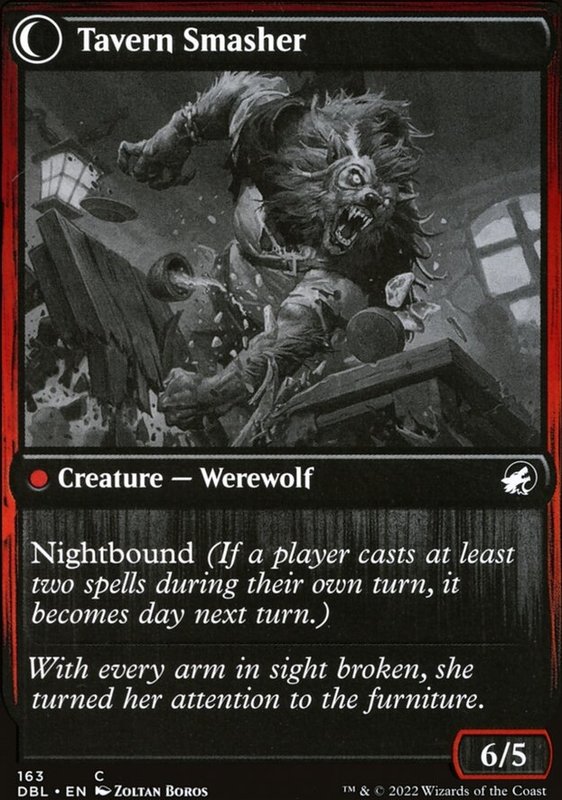 Tavern Smasher
Creature — Werewolf
Nightbound (If a player casts at least
two spells during their own turn, it
becomes day next turn.)
With every arm in sight broken, she
turned her attention to the furniture.
6/5
163 C
DBL • EN Zoltan Boros
™ & © 2022 Wizards of the Coast